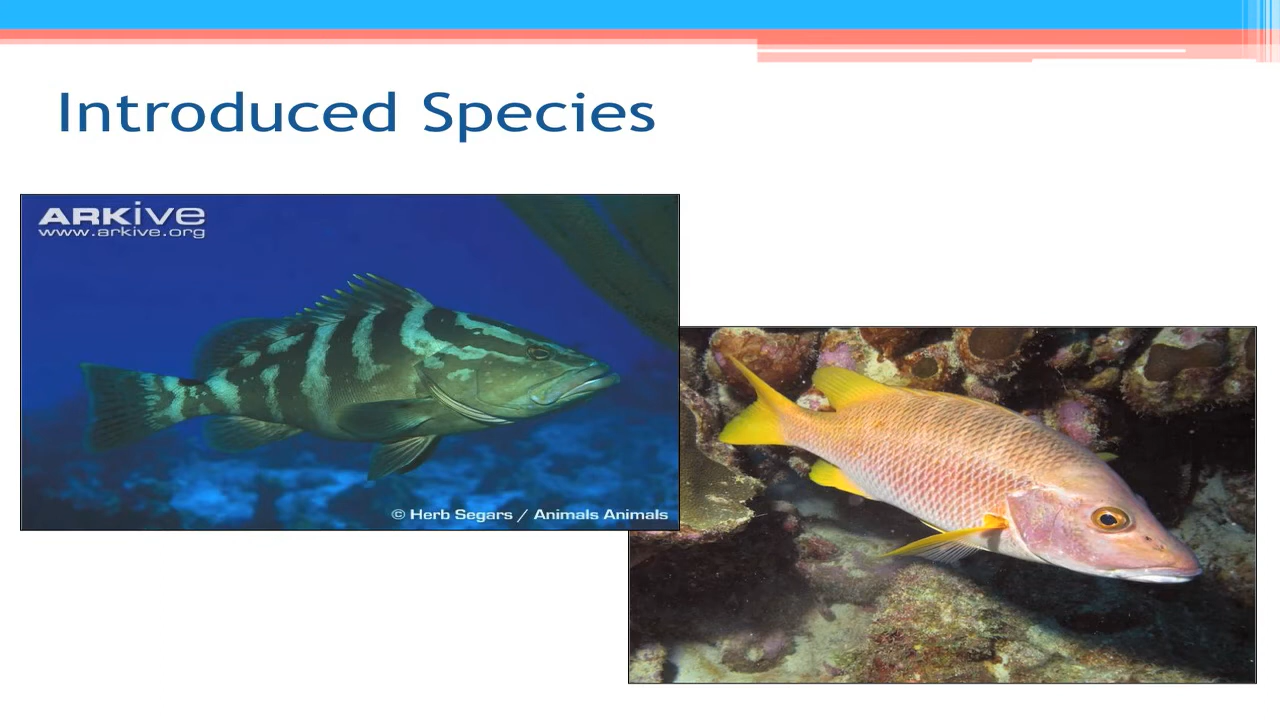 Introduced Species
ARKive
www.arkive.org
© Herb Segars / Animals Animals